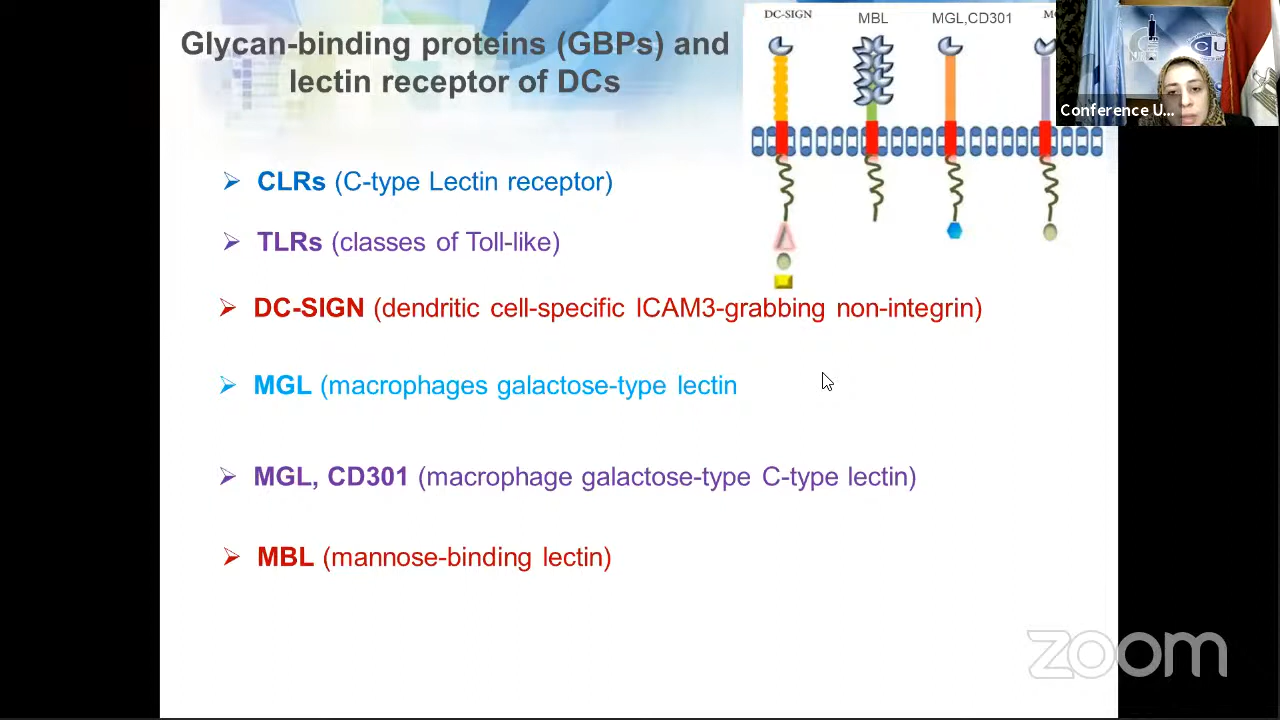 Glycan-binding proteins (GBPs) and
lectin receptor of DCs
DC-SIGN
MBL
MGL,CD301
Conference U...
CLRs (C-type Lectin receptor)
TLRs (classes of Toll-like)
DC-SIGN (dendritic cell-specific ICAM3-grabbing non-integrin)
MGL (macrophages galactose-type lectin
MGL, CD301 (macrophage galactose-type C-type lectin)
MBL (mannose-binding lectin)
zoom